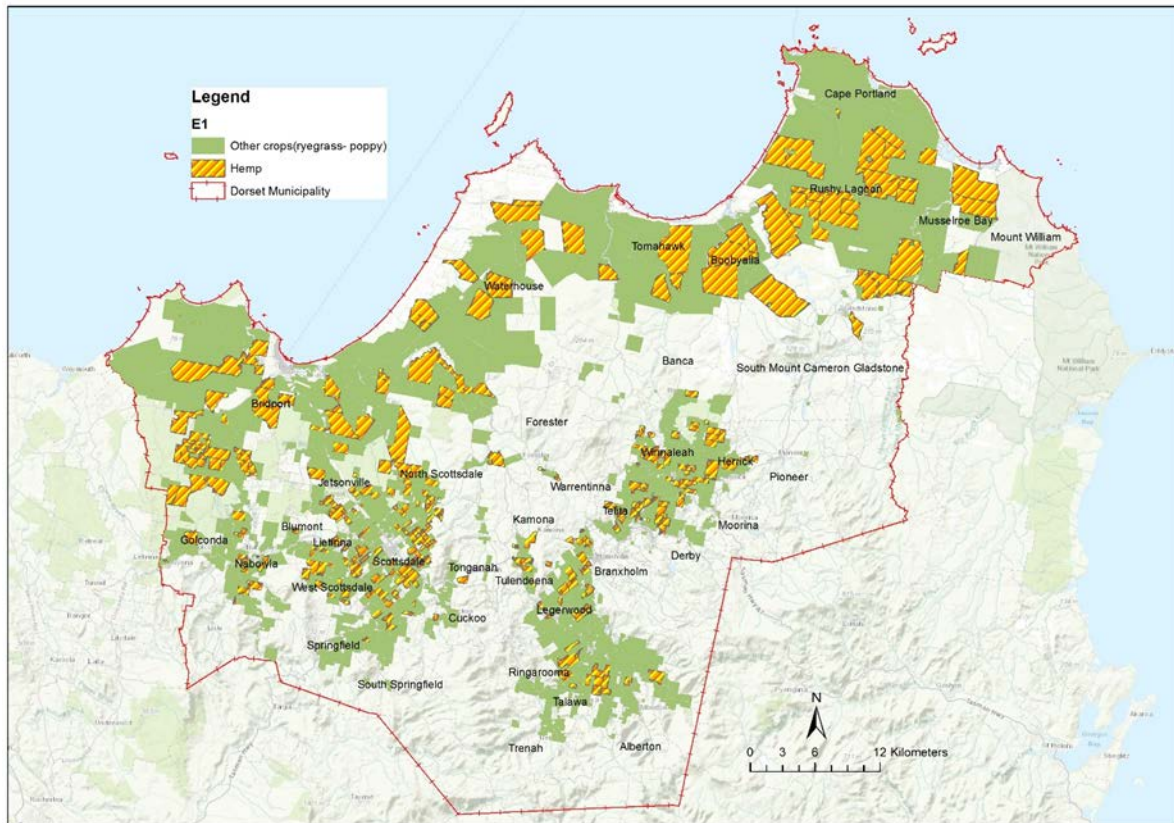 Legend
E1
Other crops(ryegrass- poppy)
Hemp
Dorset Municipality
Cape Portland
Rushy Lagoon
Musselroe Bay
Mount William
Tomahawk
Boobyalla
Waterhouse
Banca
South Mount Cameron Gladstone
Bridport
Forester
Winnaleah
Herrick
Pioneer
North Scottsdale
Jetsonville
Warrentinna
Telita
Moorina
Blumont
Kamona
Golconda
Lietinna
Derby
Nabowla
Scottsdale
Tonganah
Branxholm
Tulendeena
West Scottsdale
Legerwood
Cuckoo
Springfield
Ringarooma
South Springfield
Talawa
Trenah
Alberton
N
0 3 6 12 Kilometers